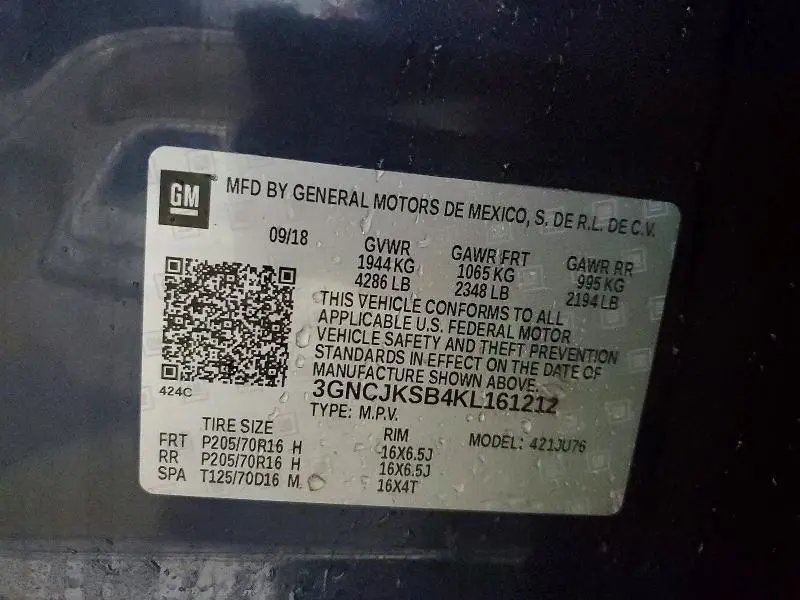 GM
MFD BY GENERAL MOTORS DE MEXICO, S. DE R.L. DE C.V.
09/18 GVWR GAWR FRT GAWR RR
1944 KG 1065 KG 995 KG
4286 LB 2348 LB 2194 LB
THIS VEHICLE CONFORMS TO ALL
APPLICABLE U.S. FEDERAL MOTOR
VEHICLE SAFETY AND THEFT PREVENTION
STANDARDS IN EFFECT ON THE DATE OF
MANUFACTURE SHOWN ABOVE.
424C
3GNCJKSB4KL161212
TYPE: M.P.V. MODEL: 421JU76
TIRE SIZE RIM
FRT P205/70R16 H 16X6.5J
RR P205/70R16 H 16X6.5J
SPA T125/70D16 M 16X4T